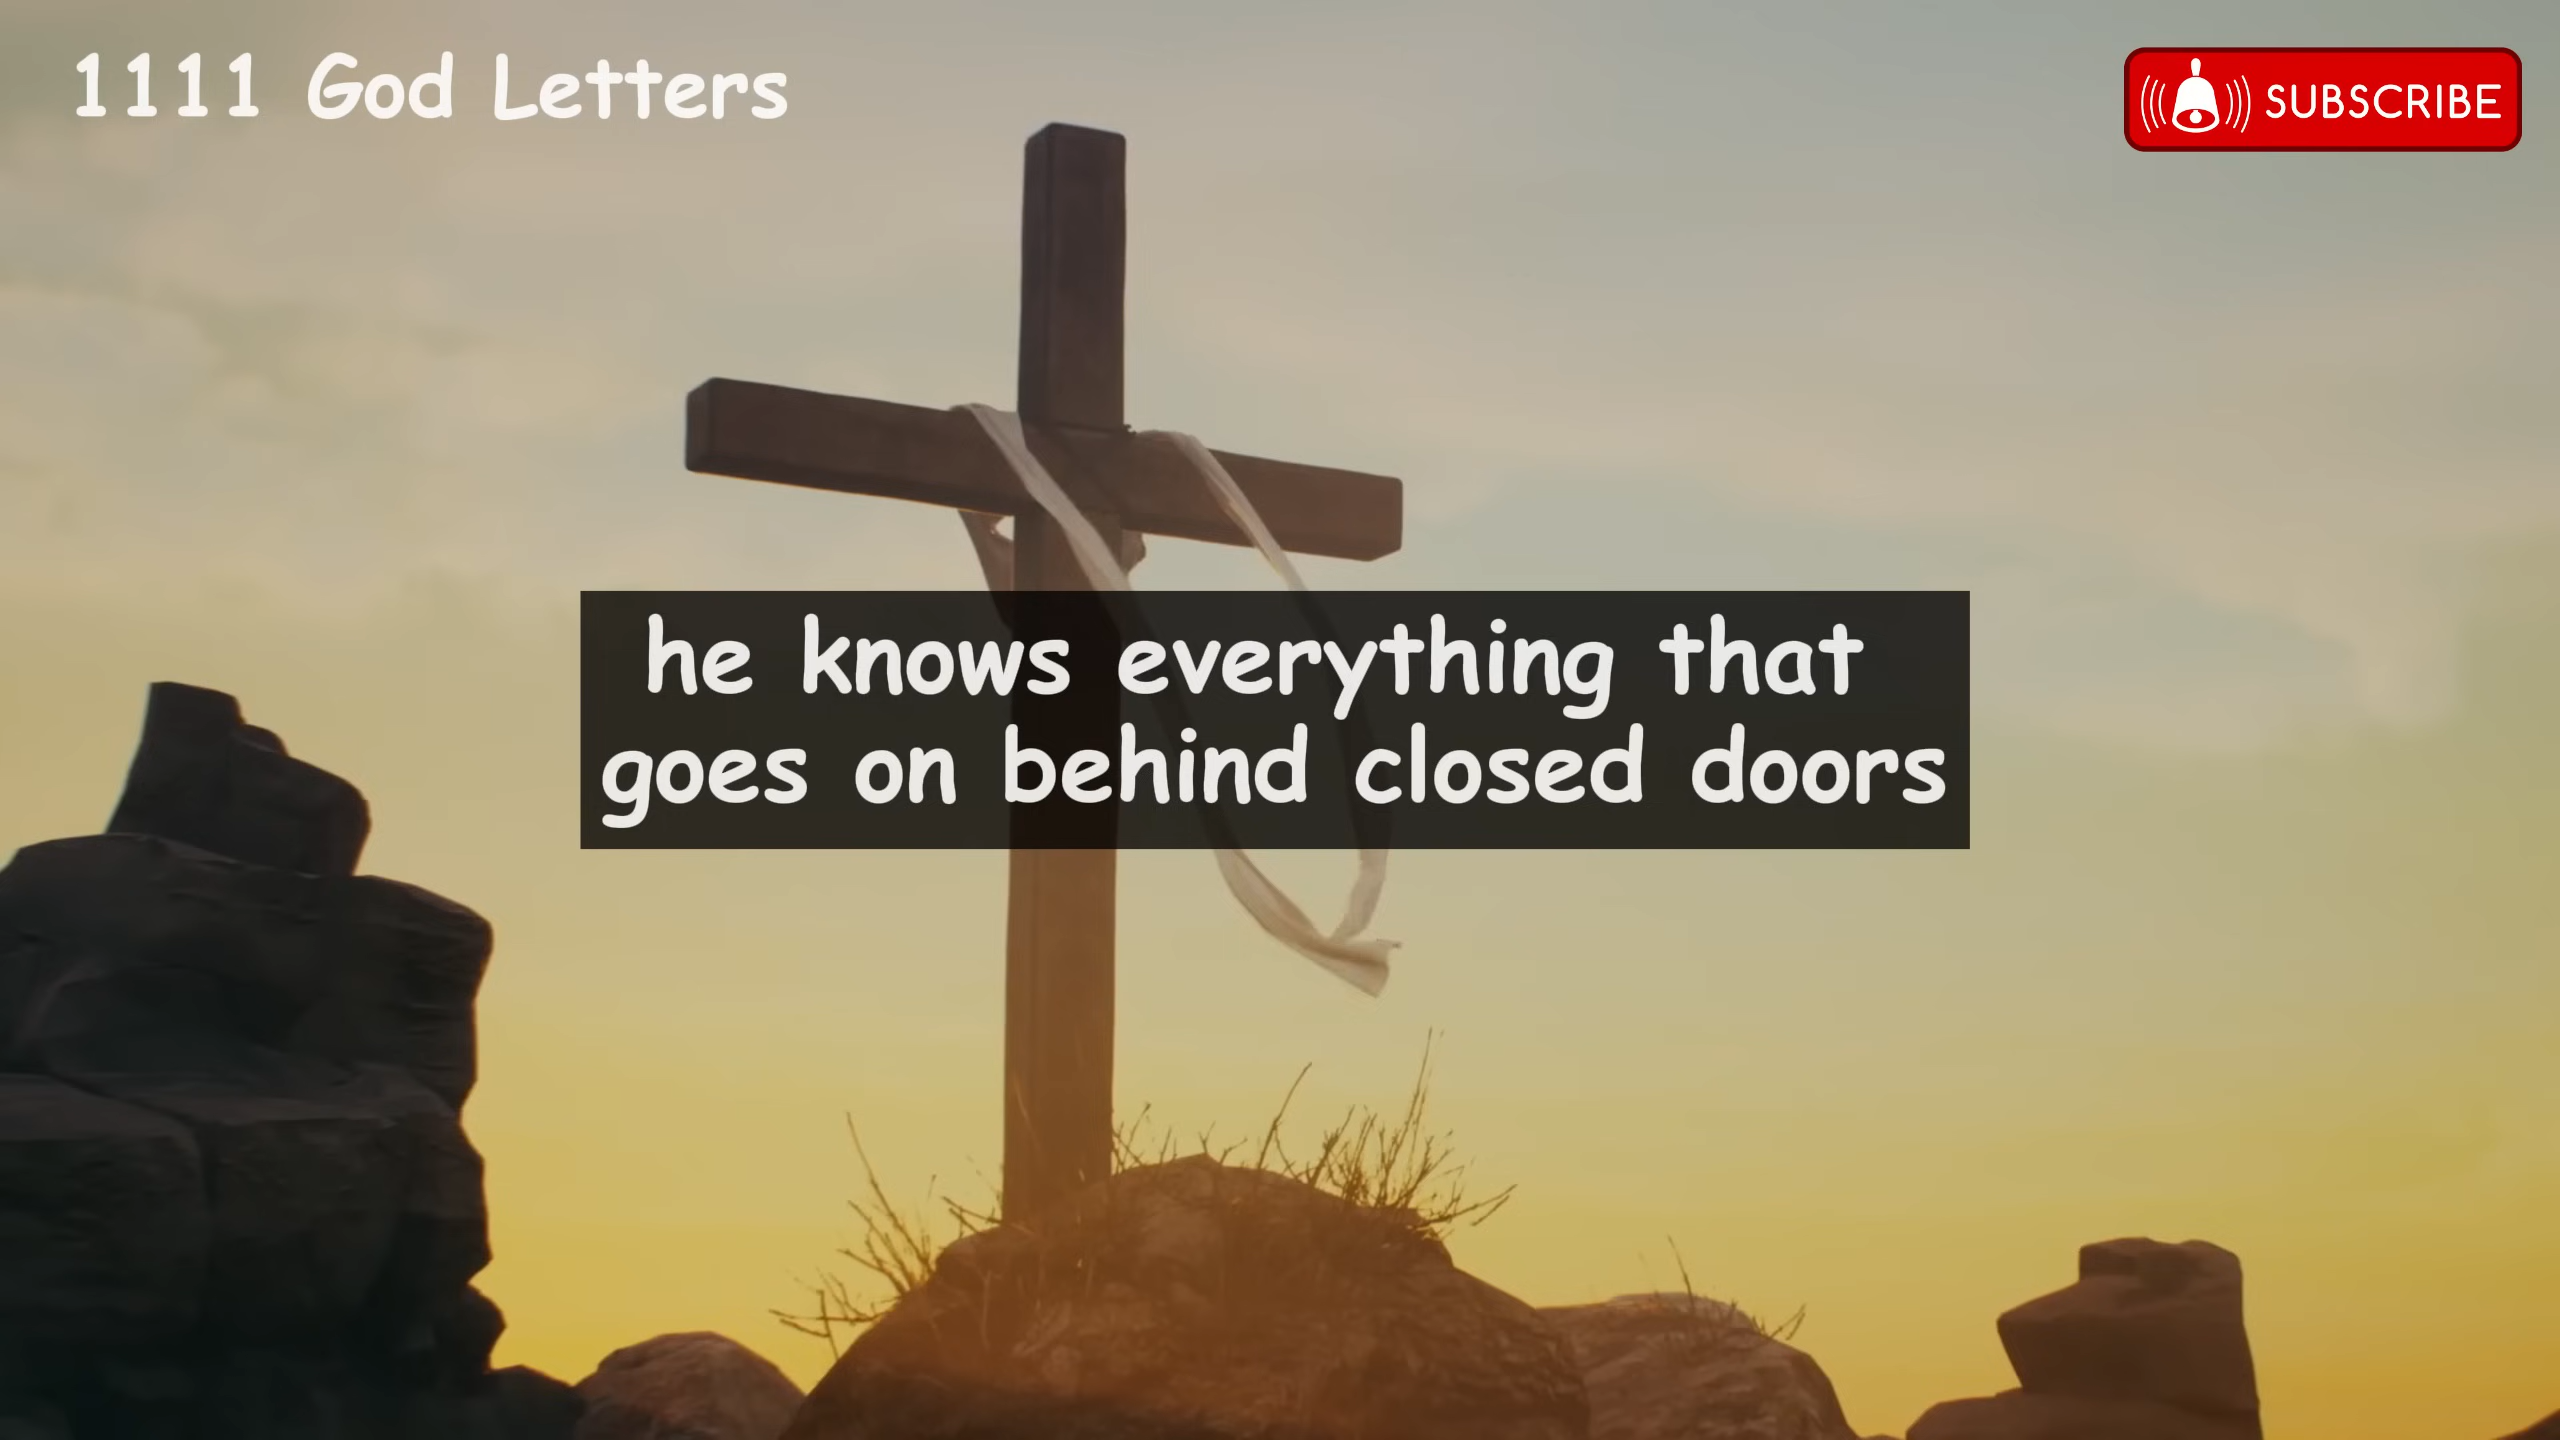 1111 God Letters
SUBSCRIBE
he knows everything that
goes on behind closed doors